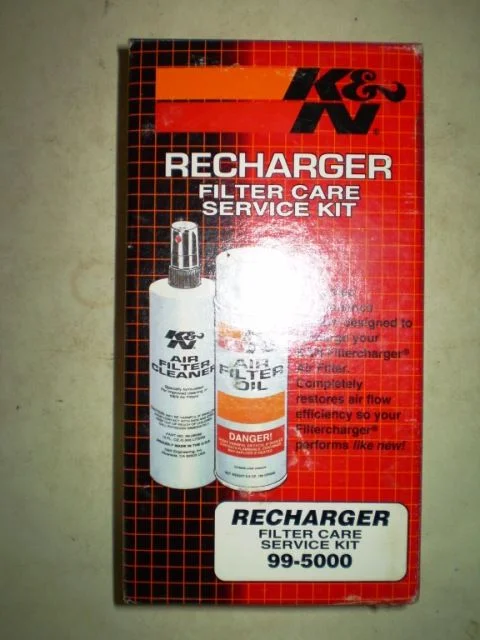 K&N®
RECHARGER
FILTER CARE
SERVICE KIT
designed to
your
Filtercharger®
Air Filter.
Completely
restores air flow
efficiency so your
Filtercharger®
performs like new!
K&N
AIR
FILTER
CLEANER
AIR
FILTER
OIL
DANGER!
RECHARGER
FILTER CARE
SERVICE KIT
99-5000